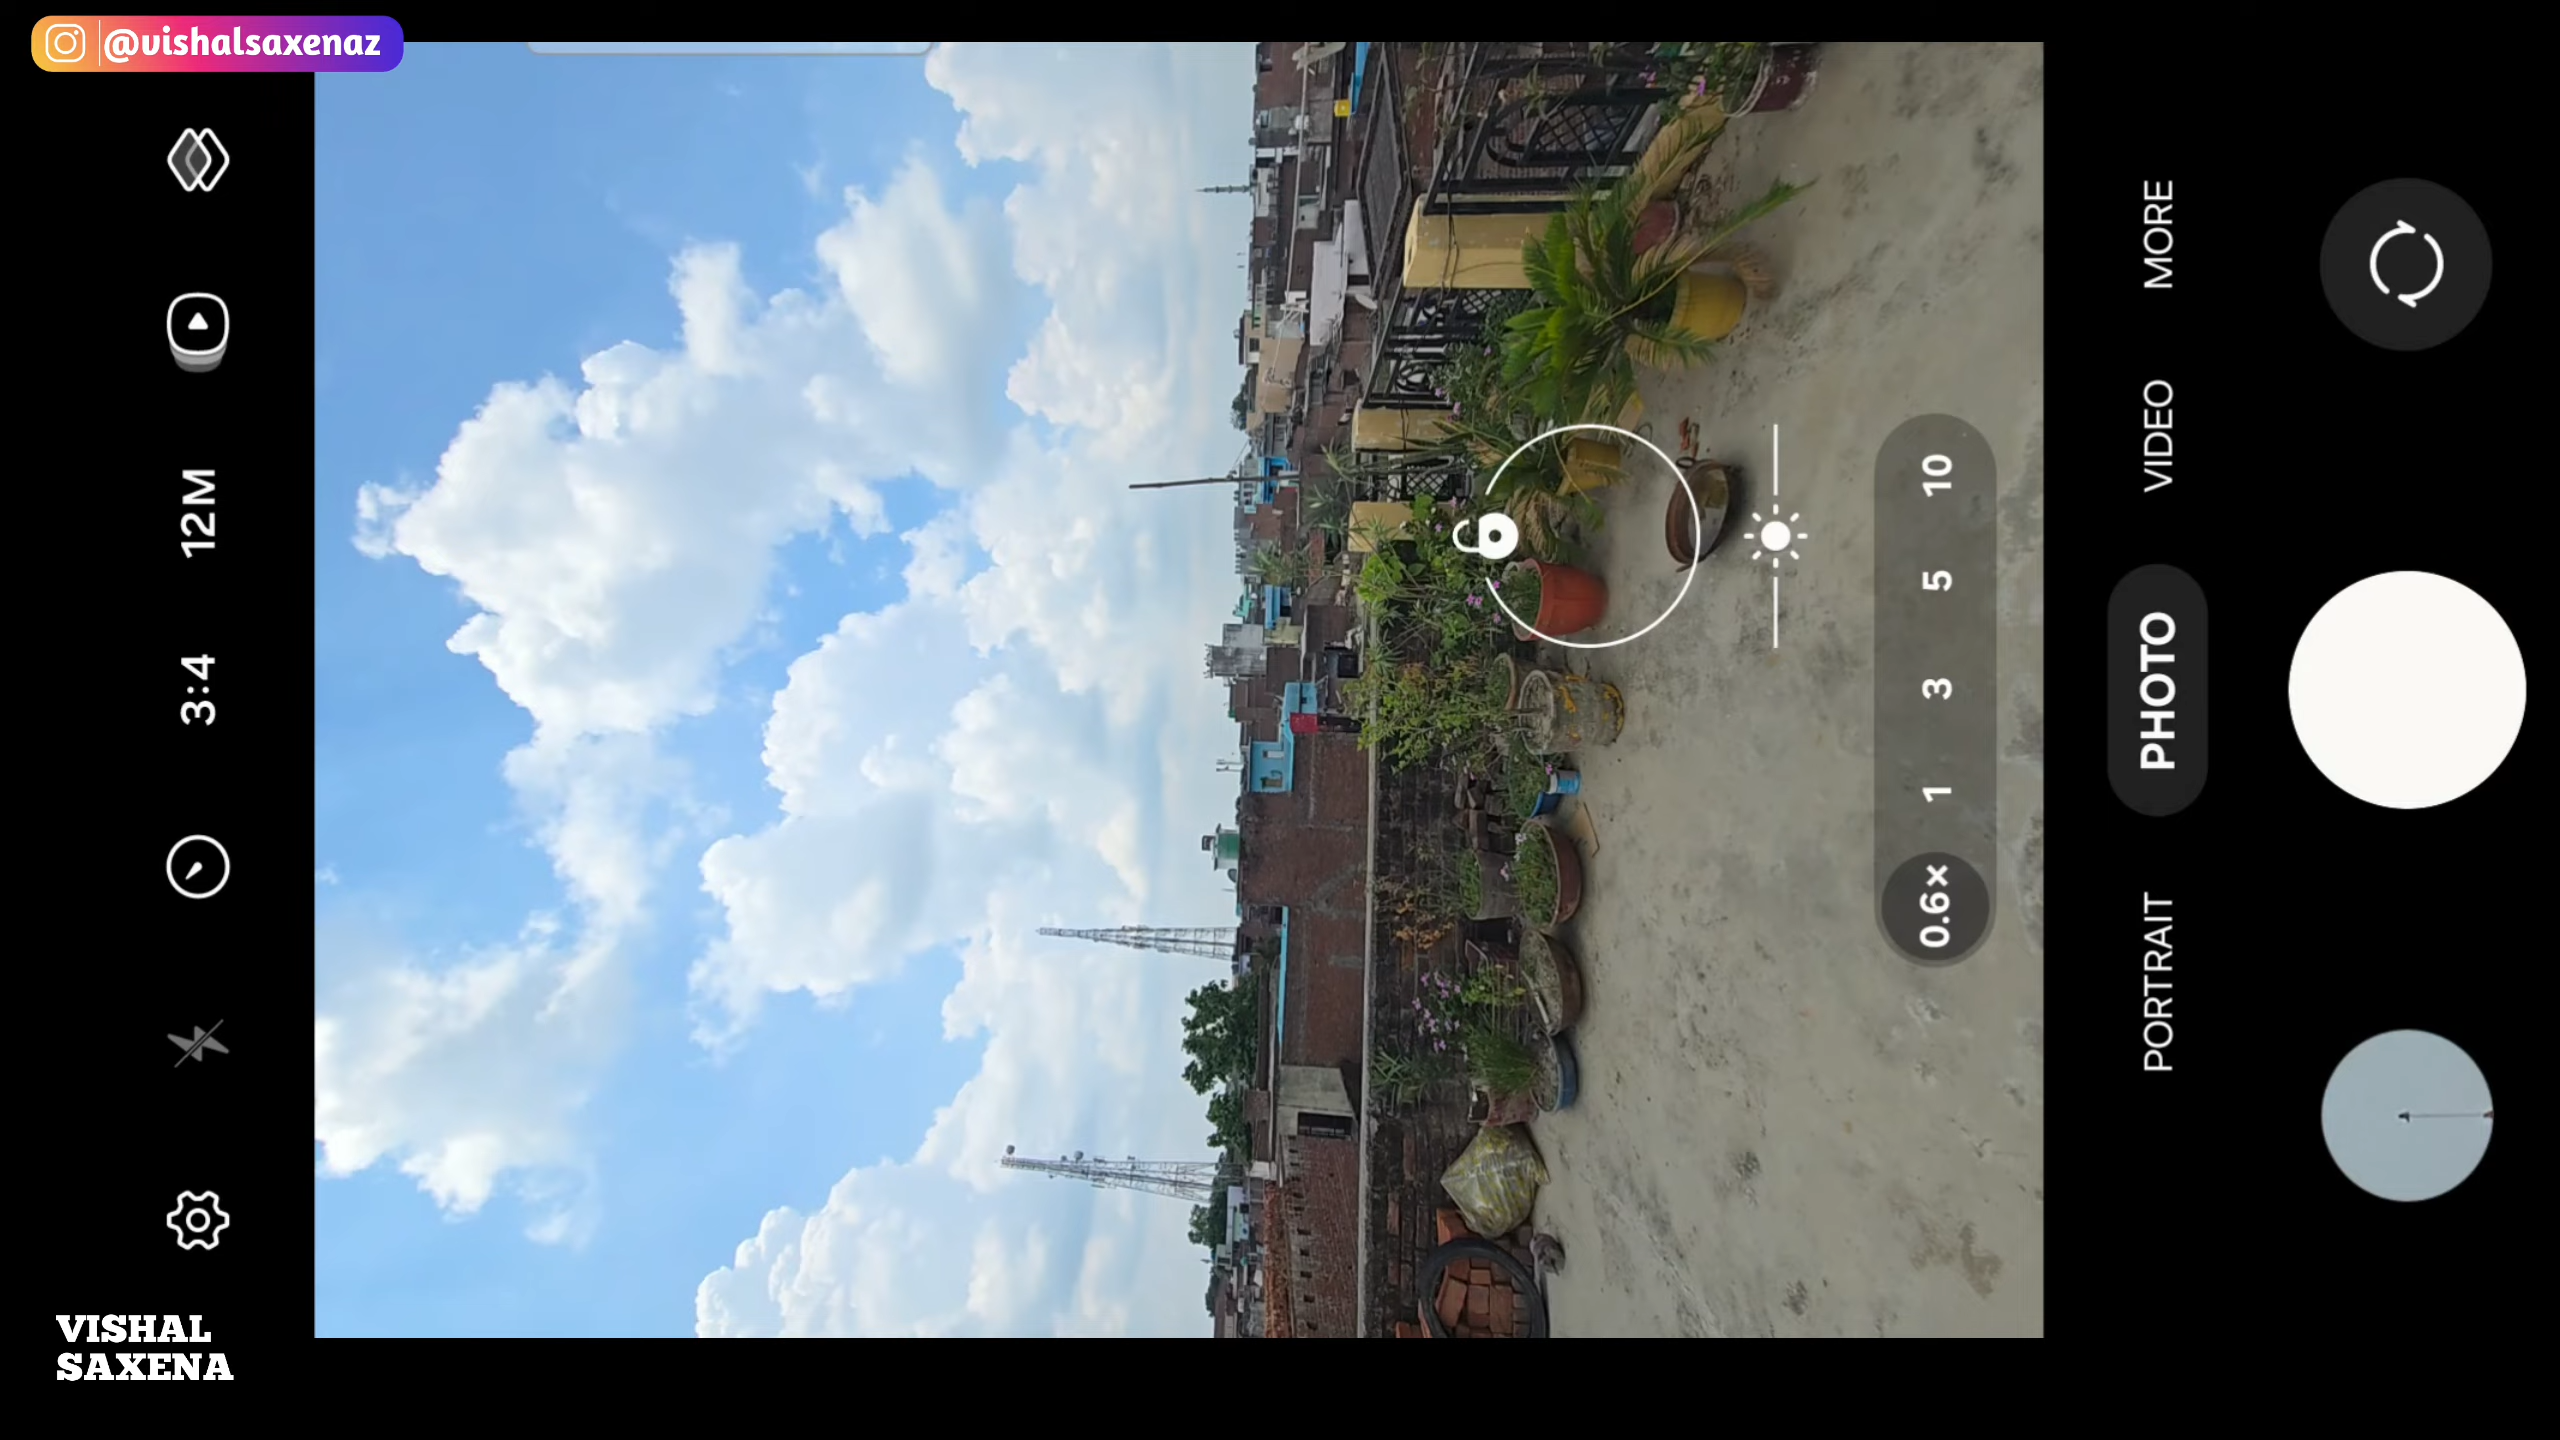 @vishalsaxenaz
12M
3:4
10
5
3
1
0.6×
MORE
VIDEO
PHOTO
PORTRAIT
VISHAL
SAXENA